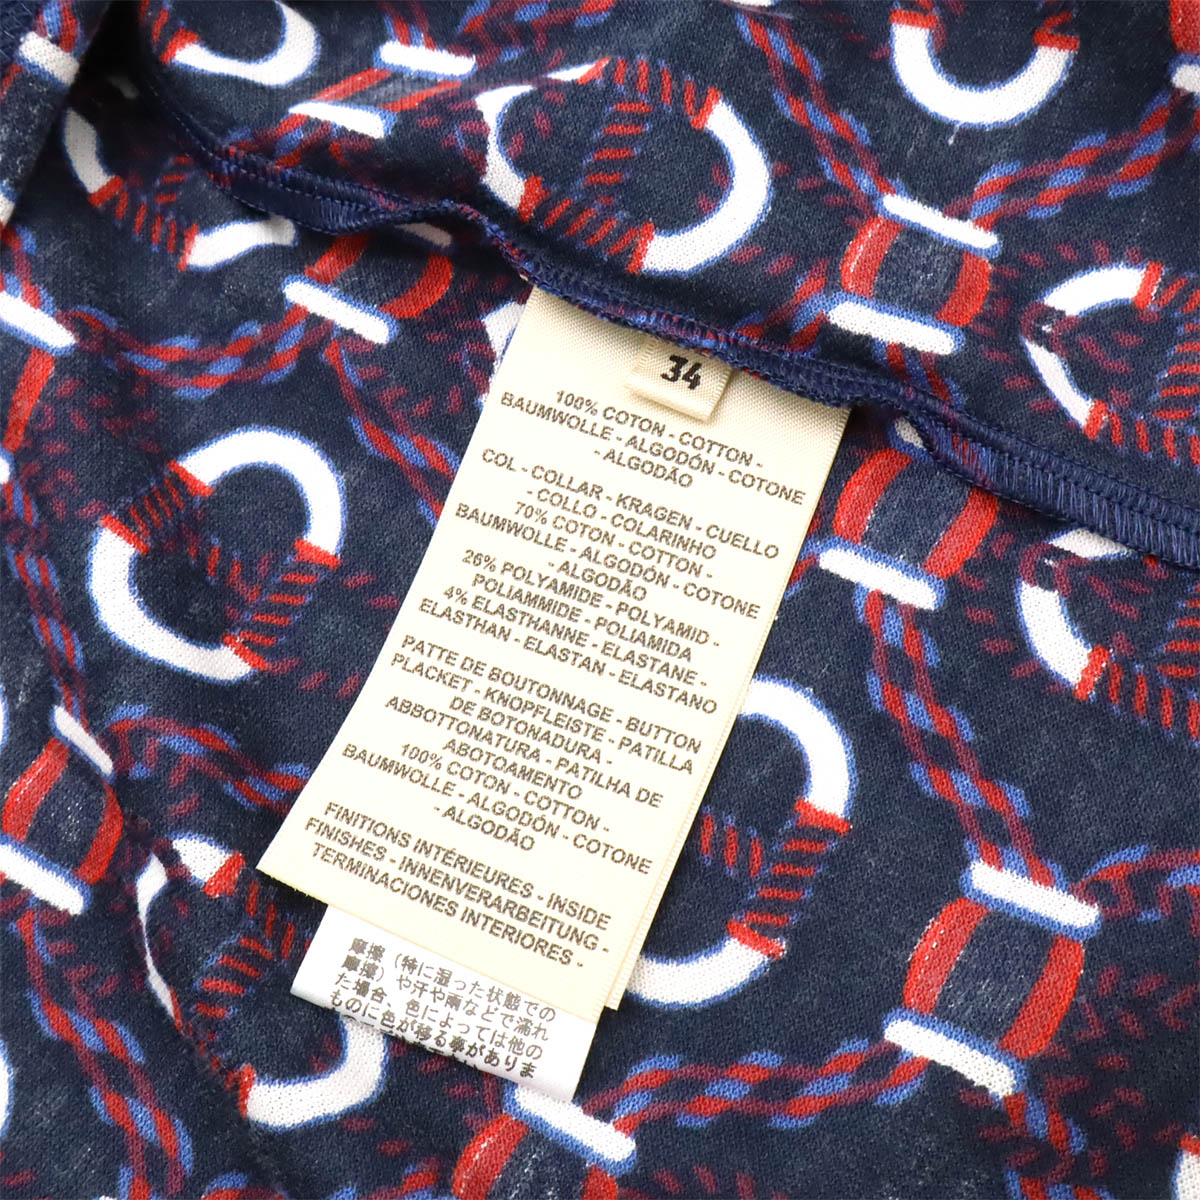 34
100% COTON - COTTON -
BAUMWOLLE - ALGODÓN - COTONE
- ALGODÃO
COL - COLLAR - KRAGEN - CUELLO
- COLLO - COLARINHO
70% COTON - COTTON -
BAUMWOLLE - ALGODÓN - COTONE
- ALGODÃO
26% POLYAMIDE - POLYAMID -
POLIAMMIDE - POLIAMIDA
4% ELASTHANNE - ELASTANE -
ELASTHAN - ELASTAN - ELASTANO
PATTE DE BOUTONNAGE - BUTTON
PLACKET - KNOPFLEISTE - PATILLA
DE BOTONADURA -
ABBOTTONATURA - PATILHA DE
ABOTOAMENTO
100% COTON - COTTON -
BAUMWOLLE - ALGODÓN - COTONE
- ALGODÃO
FINITIONS INTÉRIEURES - INSIDE
FINISHES - INNENVERARBEITUNG -
TERMINACIONES INTERIORES -
摩擦（特に湿った状態での
摩擦）や汗や雨などで濡れ
た場合、色によっては他の
ものに色が移る事がありま